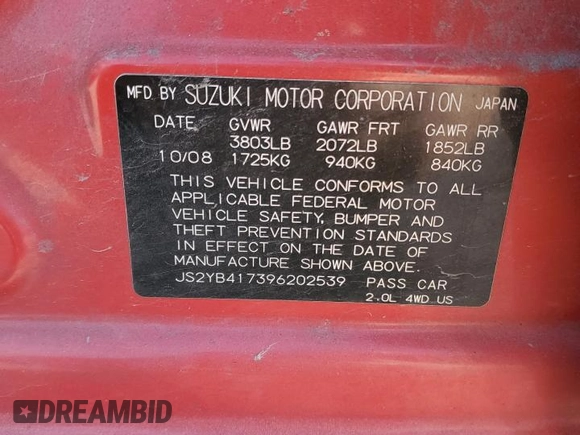 MFD BY SUZUKI MOTOR CORPORATION JAPAN
DATE GVWR GAWR FRT GAWR RR
3803LB 2072LB 1852LB
10/08 1725KG 940KG 840KG
THIS VEHICLE CONFORMS TO ALL
APPLICABLE FEDERAL MOTOR
VEHICLE SAFETY, BUMPER AND
THEFT PREVENTION STANDARDS
IN EFFECT ON THE DATE OF
MANUFACTURE SHOWN ABOVE.
JS2YB417396202539 PASS CAR
2.0L 4WD US
DREAMBID